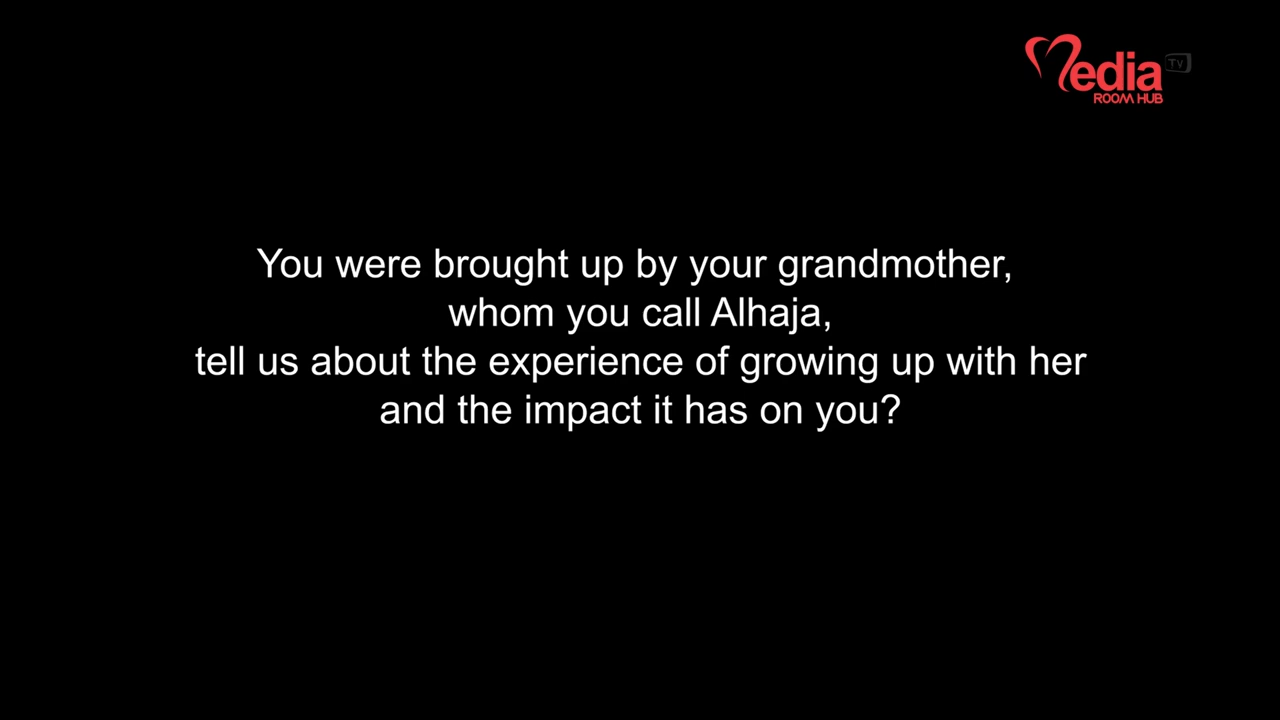 Media TV
ROOM HUB
You were brought up by your grandmother,
whom you call Alhaja,
tell us about the experience of growing up with her
and the impact it has on you?